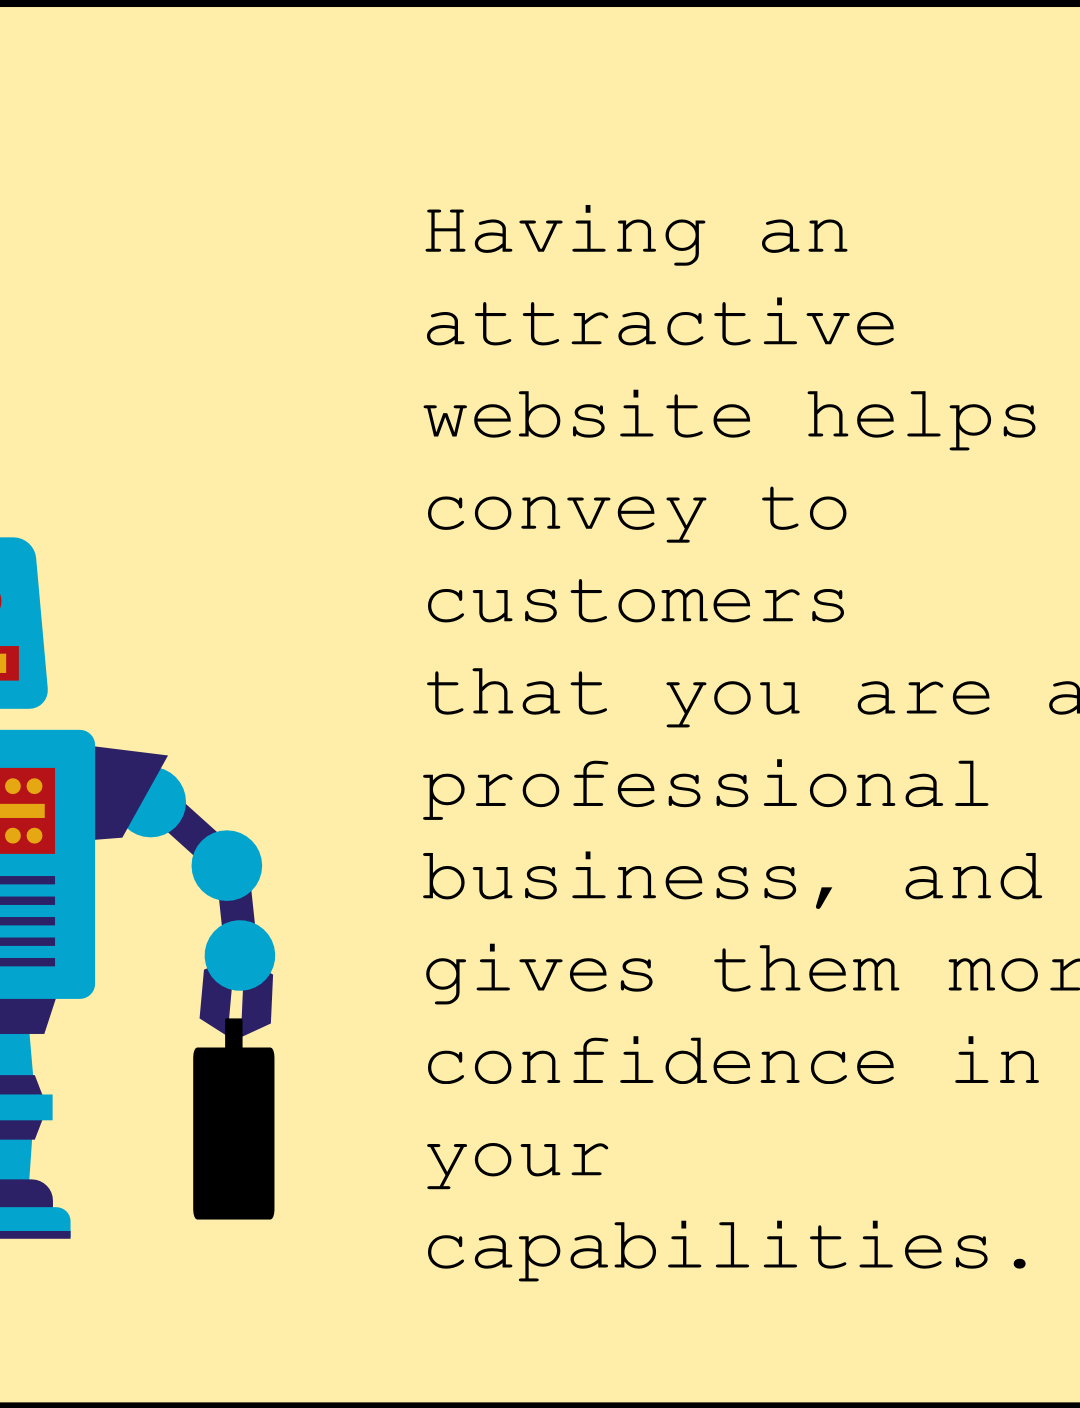 Having an
attractive
website helps
convey to
customers
that you are a
professional
business, and
gives them mor
confidence in
your
capabilities.